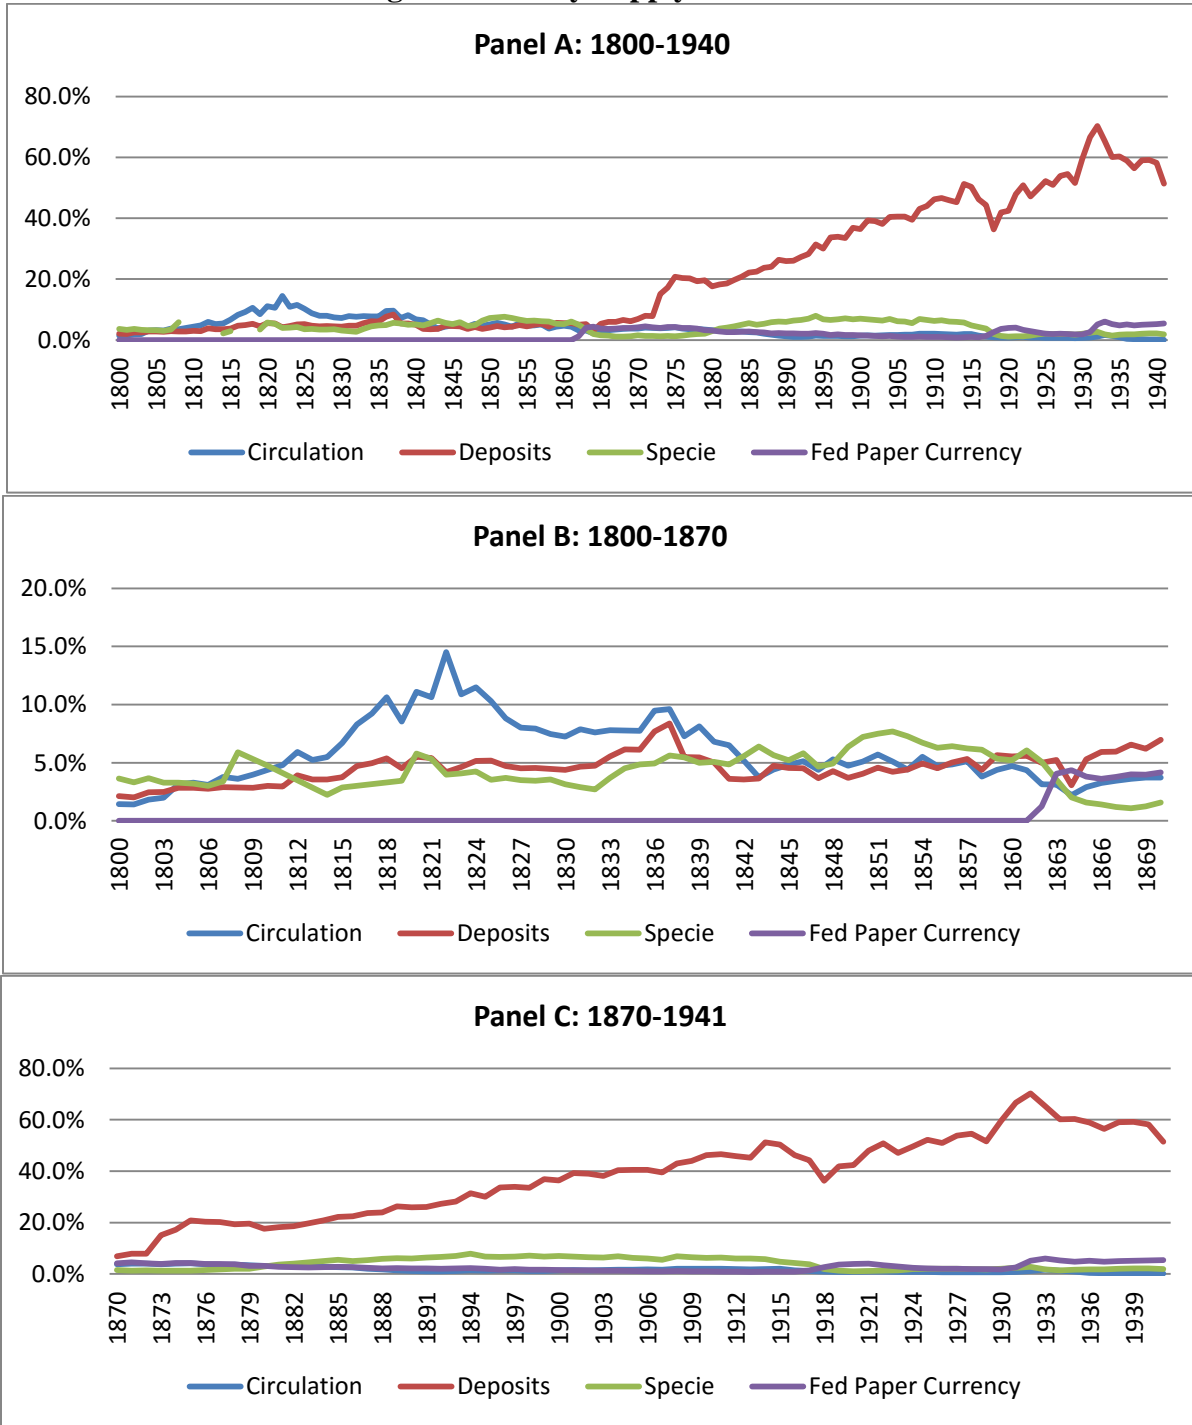 Panel A: 1800-1940
80.0%
60.0%
40.0%
20.0%
0.0%
1800 1805 1810 1815 1820 1825 1830 1835 1840 1845 1850 1855 1860 1865 1870 1875 1880 1885 1890 1895 1900 1905 1910 1915 1920 1925 1930 1935 1940
Circulation Deposits Specie Fed Paper Currency
Panel B: 1800-1870
20.0%
15.0%
10.0%
5.0%
0.0%
1800 1803 1806 1809 1812 1815 1818 1821 1824 1827 1830 1833 1836 1839 1842 1845 1848 1851 1854 1857 1860 1863 1866 1869
Circulation Deposits Specie Fed Paper Currency
Panel C: 1870-1941
80.0%
60.0%
40.0%
20.0%
0.0%
1870 1873 1876 1879 1882 1885 1888 1891 1894 1897 1900 1903 1906 1909 1912 1915 1918 1921 1924 1927 1930 1933 1936 1939
Circulation Deposits Specie Fed Paper Currency